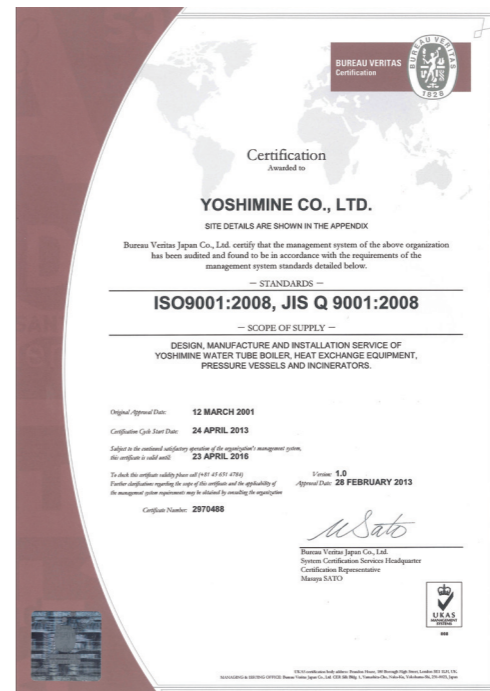 BUREAU VERITAS
Certification
BUREAU VERITAS
1828
Certification
Awarded to
YOSHIMINE CO., LTD.
SITE DETAILS ARE SHOWN IN THE APPENDIX
Bureau Veritas Japan Co., Ltd. certify that the management system of the above organization
has been audited and found to be in accordance with the requirements of the
management system standards detailed below.
— STANDARDS —
ISO9001:2008, JIS Q 9001:2008
— SCOPE OF SUPPLY —
DESIGN, MANUFACTURE AND INSTALLATION SERVICE OF
YOSHIMINE WATER TUBE BOILER, HEAT EXCHANGE EQUIPMENT,
PRESSURE VESSELS AND INCINERATORS.
Original Approval Date: 12 MARCH 2001
Certification Cycle Start Date: 24 APRIL 2013
Subject to the continued satisfactory operation of the organization's management system,
this certificate is valid until: 23 APRIL 2016
To check this certificate validity please call (+81 45 651 4784)
Further clarifications regarding the scope of this certificate and the applicability of
the management system requirements may be obtained by consulting the organization
Version: 1.0
Approval Date: 28 FEBRUARY 2013
Certificate Number: 2970488
Bureau Veritas Japan Co., Ltd.
System Certification Services Headquarter
Certification Representative
Masaya SATO
UKAS
MANAGEMENT
SYSTEMS
008